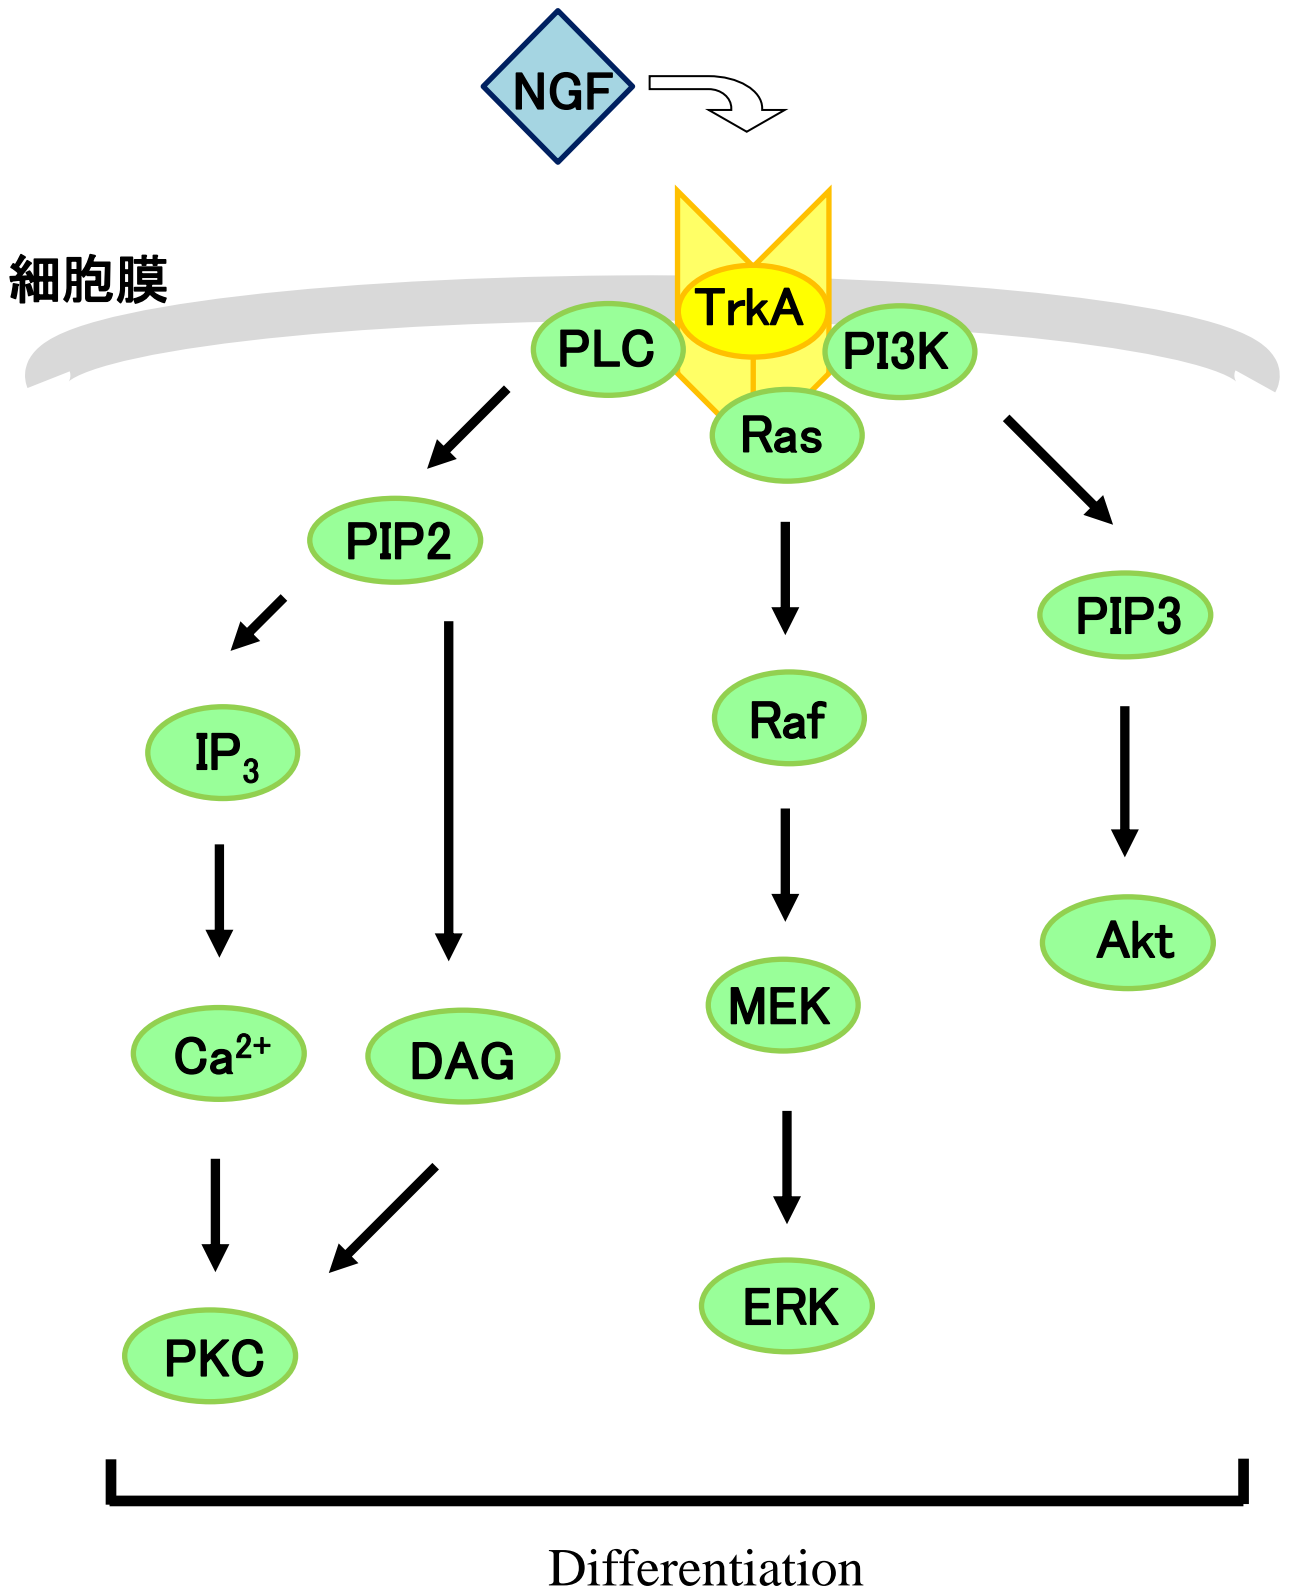 NGF
細胞膜
TrkA
PLC
PI3K
Ras
PIP2
PIP3
Raf
IP₃
Akt
MEK
Ca²⁺
DAG
ERK
PKC
Differentiation